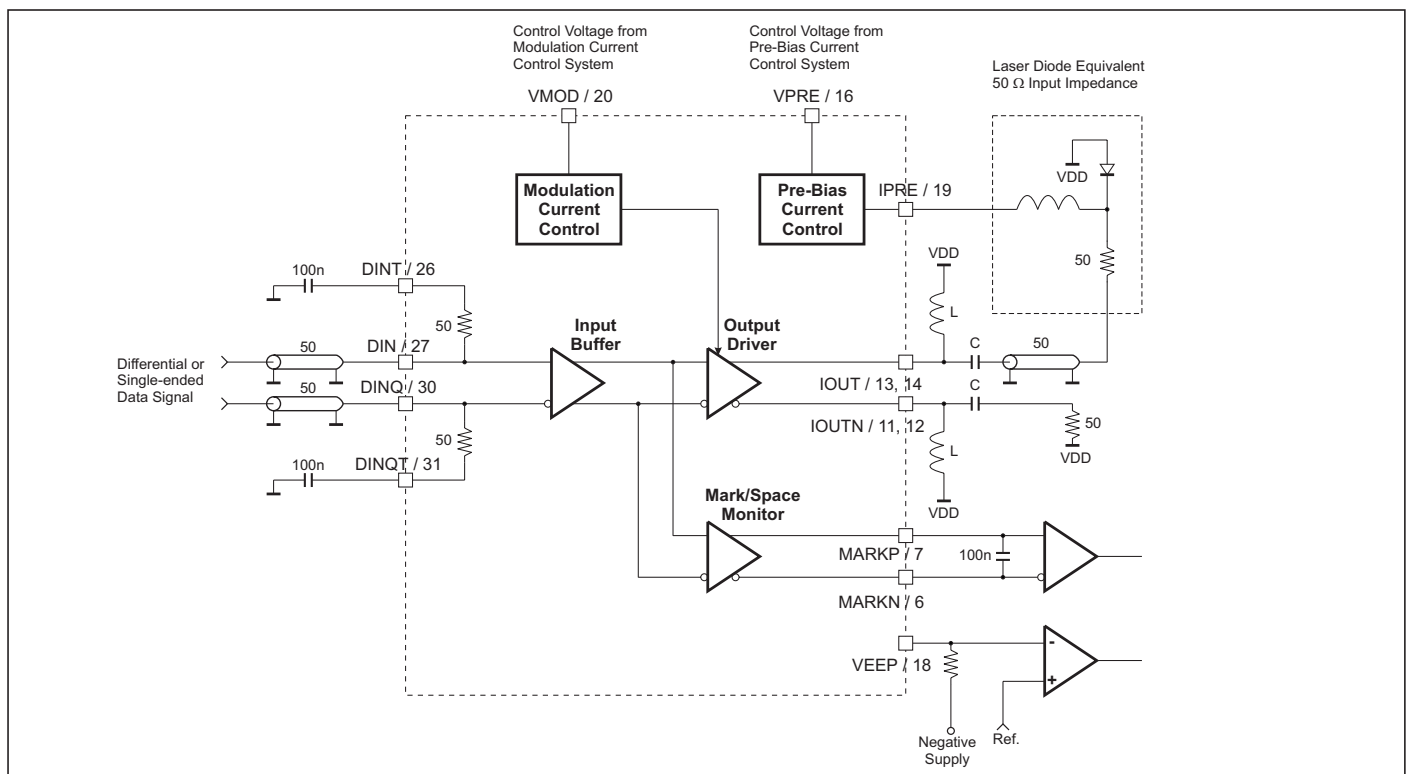 Control Voltage from
Modulation Current
Control System
Control Voltage from
Pre-Bias Current
Control System
Laser Diode Equivalent
50 Ω Input Impedance
VMOD / 20
VPRE / 16
VDD
Modulation
Current
Control
Pre-Bias
Current
Control
IPRE / 19
50
VDD
100n
DINT / 26
50
L
Input
Buffer
Output
Driver
50
DIN / 27
C
50
Differential or
Single-ended
Data Signal
50
DINQ / 30
IOUT / 13, 14
C
IOUTN / 11, 12
50
50
L
VDD
100n
DINQT / 31
VDD
Mark/Space
Monitor
MARKP / 7
100n
MARKN / 6
VEEP / 18
-
+
Negative
Supply
Ref.